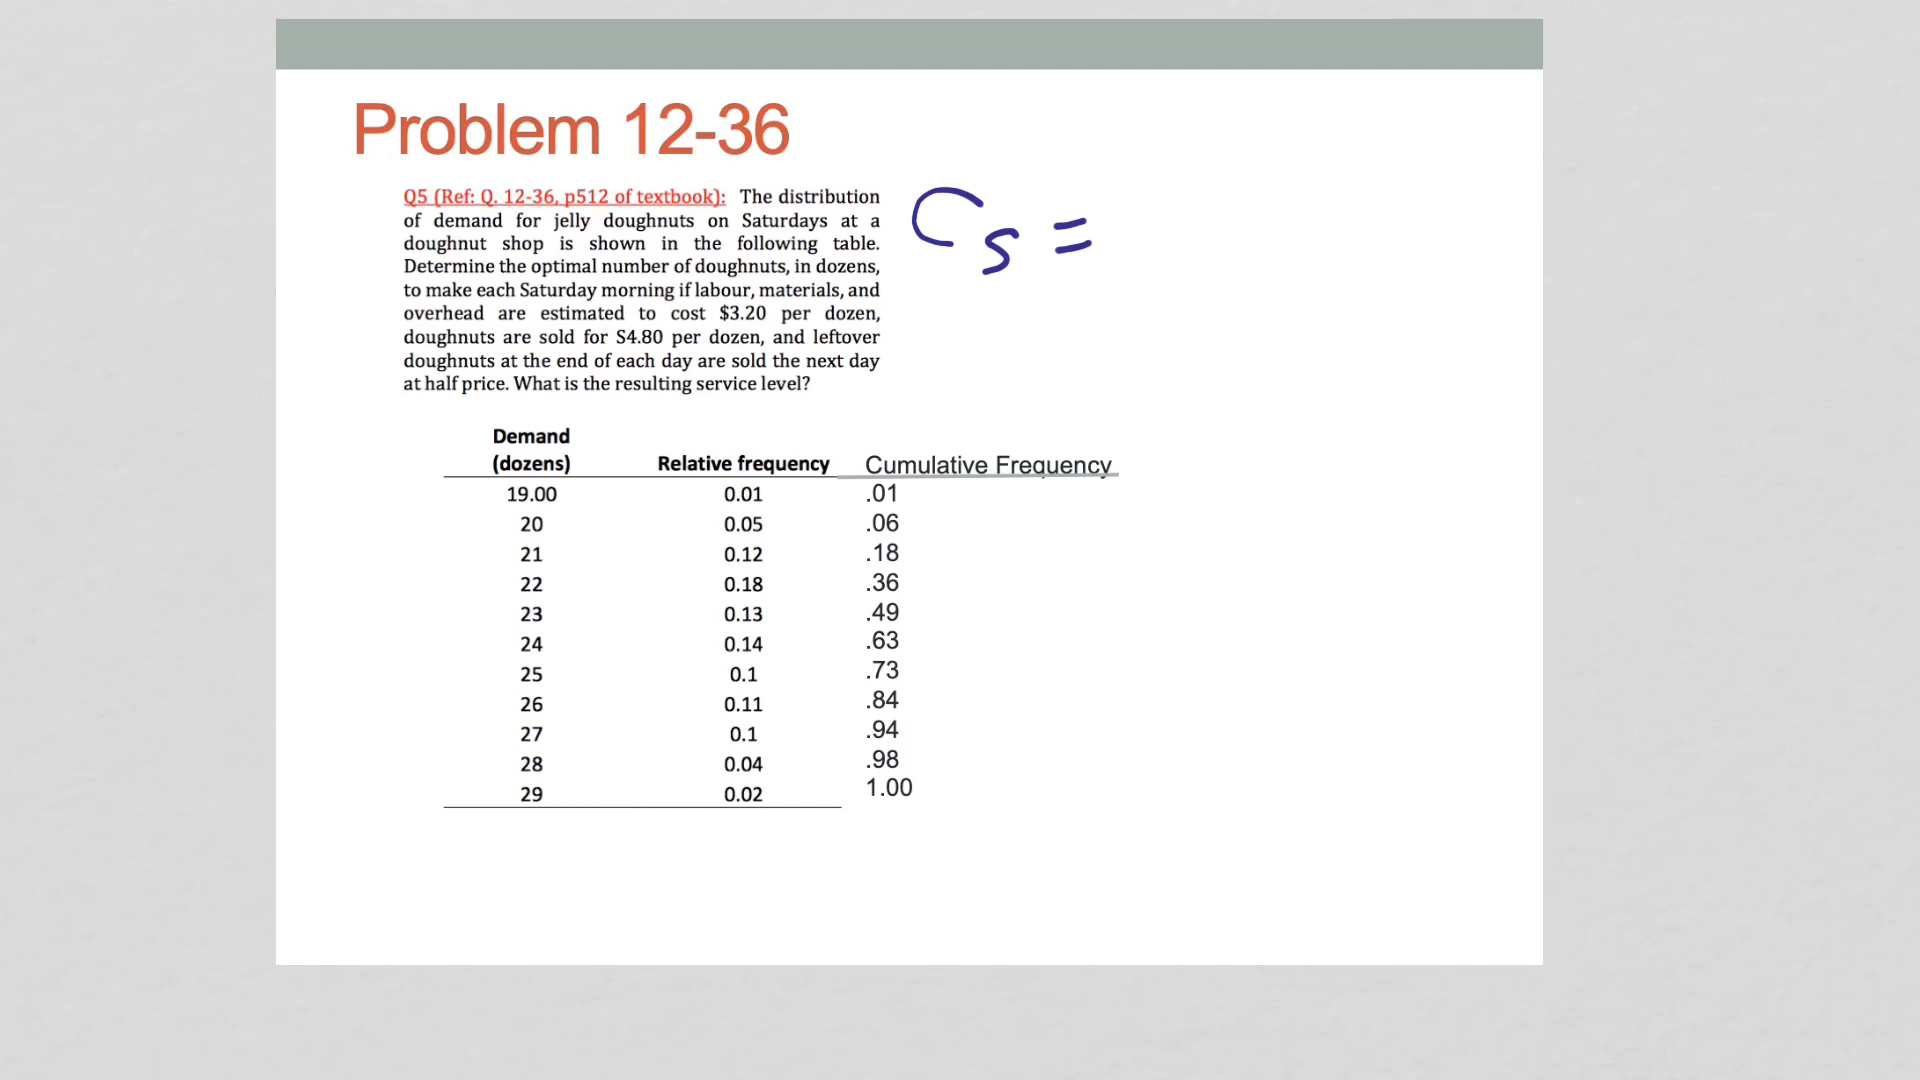 Problem 12-36
Q5 (Ref: Q. 12-36, p512 of textbook): The distribution
of demand for jelly doughnuts on Saturdays at a
doughnut shop is shown in the following table.
Determine the optimal number of doughnuts, in dozens,
to make each Saturday morning if labour, materials, and
overhead are estimated to cost $3.20 per dozen,
doughnuts are sold for S4.80 per dozen, and leftover
doughnuts at the end of each day are sold the next day
at half price. What is the resulting service level?
Cs =
Demand
(dozens) Relative frequency Cumulative Frequency
19.00 0.01 .01
20 0.05 .06
21 0.12 .18
22 0.18 .36
23 0.13 .49
24 0.14 .63
25 0.1 .73
26 0.11 .84
27 0.1 .94
28 0.04 .98
29 0.02 1.00